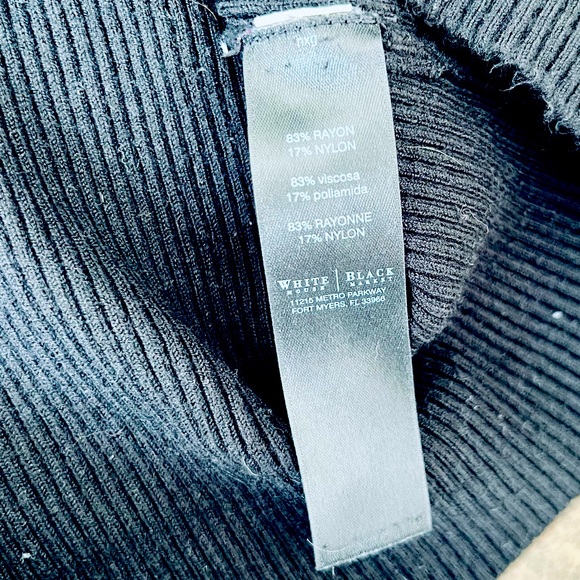 83% RAYON
17% NYLON
83% viscosa
17% poliamida
83% RAYONNE
17% NYLON
WHITE | BLACK
HOUSE | MARKET
11215 METRO PARKWAY
FORT MYERS, FL 33966